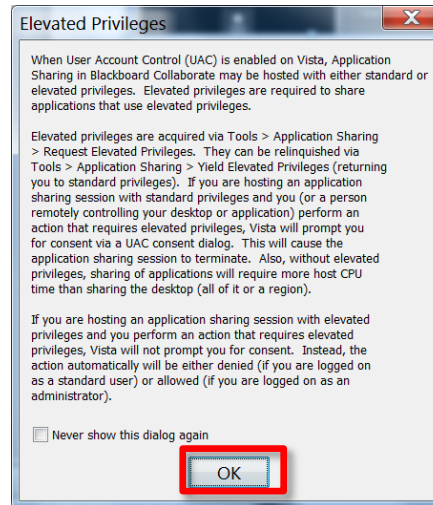 Elevated Privileges
When User Account Control (UAC) is enabled on Vista, Application
Sharing in Blackboard Collaborate may be hosted with either standard or
elevated privileges.  Elevated privileges are required to share
applications that use elevated privileges.
Elevated privileges are acquired via Tools > Application Sharing
> Request Elevated Privileges.  They can be relinquished via
Tools > Application Sharing > Yield Elevated Privileges (returning
you to standard privileges).  If you are hosting an application
sharing session with standard privileges and you (or a person
remotely controlling your desktop or application) perform an
action that requires elevated privileges, Vista will prompt you
for consent via a UAC consent dialog.  This will cause the
application sharing session to terminate.  Also, without elevated
privileges, sharing of applications will require more host CPU
time than sharing the desktop (all of it or a region).
If you are hosting an application sharing session with elevated
privileges and you perform an action that requires elevated
privileges, Vista will not prompt you for consent.  Instead, the
action automatically will be either denied (if you are logged on
as a standard user) or allowed (if you are logged on as an
administrator).
Never show this dialog again
OK